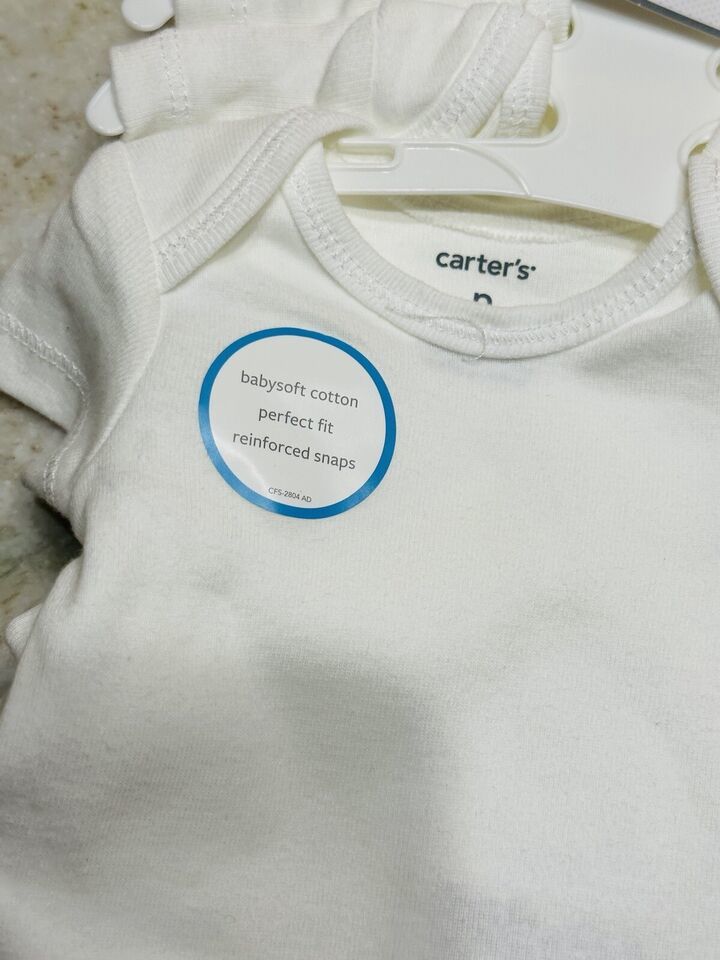 carter's
babysoft cotton
perfect fit
reinforced snaps
CFS-2804 AD